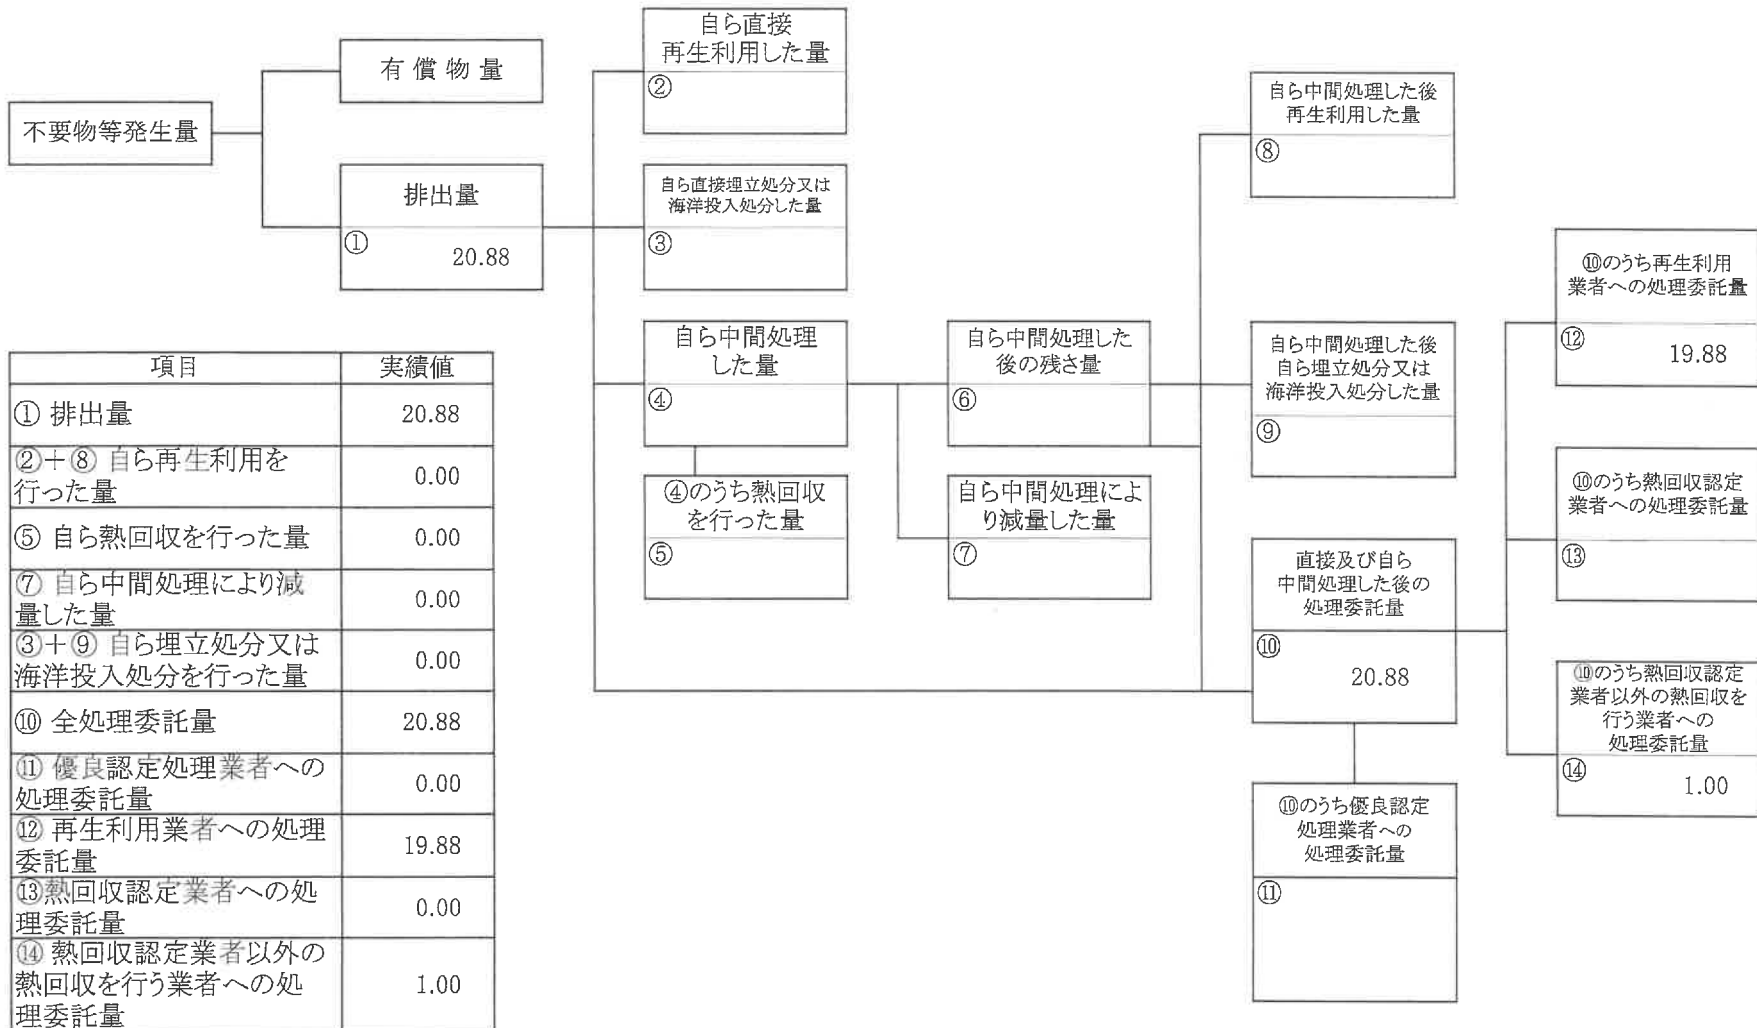 不要物等発生量
有償物量
排出量
①
20.88
自ら直接
再生利用した量
②
自ら直接埋立処分又は
海洋投入処分した量
③
自ら中間処理
した量
④
④のうち熱回収
を行った量
⑤
自ら中間処理した
後の残さ量
⑥
自ら中間処理によ
り減量した量
⑦
自ら中間処理した後
再生利用した量
⑧
自ら中間処理した後
自ら埋立処分又は
海洋投入処分した量
⑨
直接及び自ら
中間処理した後の
処理委託量
⑩
20.88
⑩のうち優良認定
処理業者への
処理委託量
⑪
⑩のうち再生利用
業者への処理委託量
⑫
19.88
⑩のうち熱回収認定
業者への処理委託量
⑬
⑩のうち熱回収認定
業者以外の熱回収を
行う業者への
処理委託量
⑭
1.00
項目 実績値
① 排出量 20.88
②+⑧ 自ら再生利用を
行った量 0.00
⑤ 自ら熱回収を行った量 0.00
⑦ 自ら中間処理により減
量した量 0.00
③+⑨ 自ら埋立処分又は
海洋投入処分を行った量 0.00
⑩ 全処理委託量 20.88
⑪ 優良認定処理業者への
処理委託量 0.00
⑫ 再生利用業者への処理
委託量 19.88
⑬熱回収認定業者への処
理委託量 0.00
⑭ 熱回収認定業者以外の
熱回収を行う業者への処
理委託量 1.00